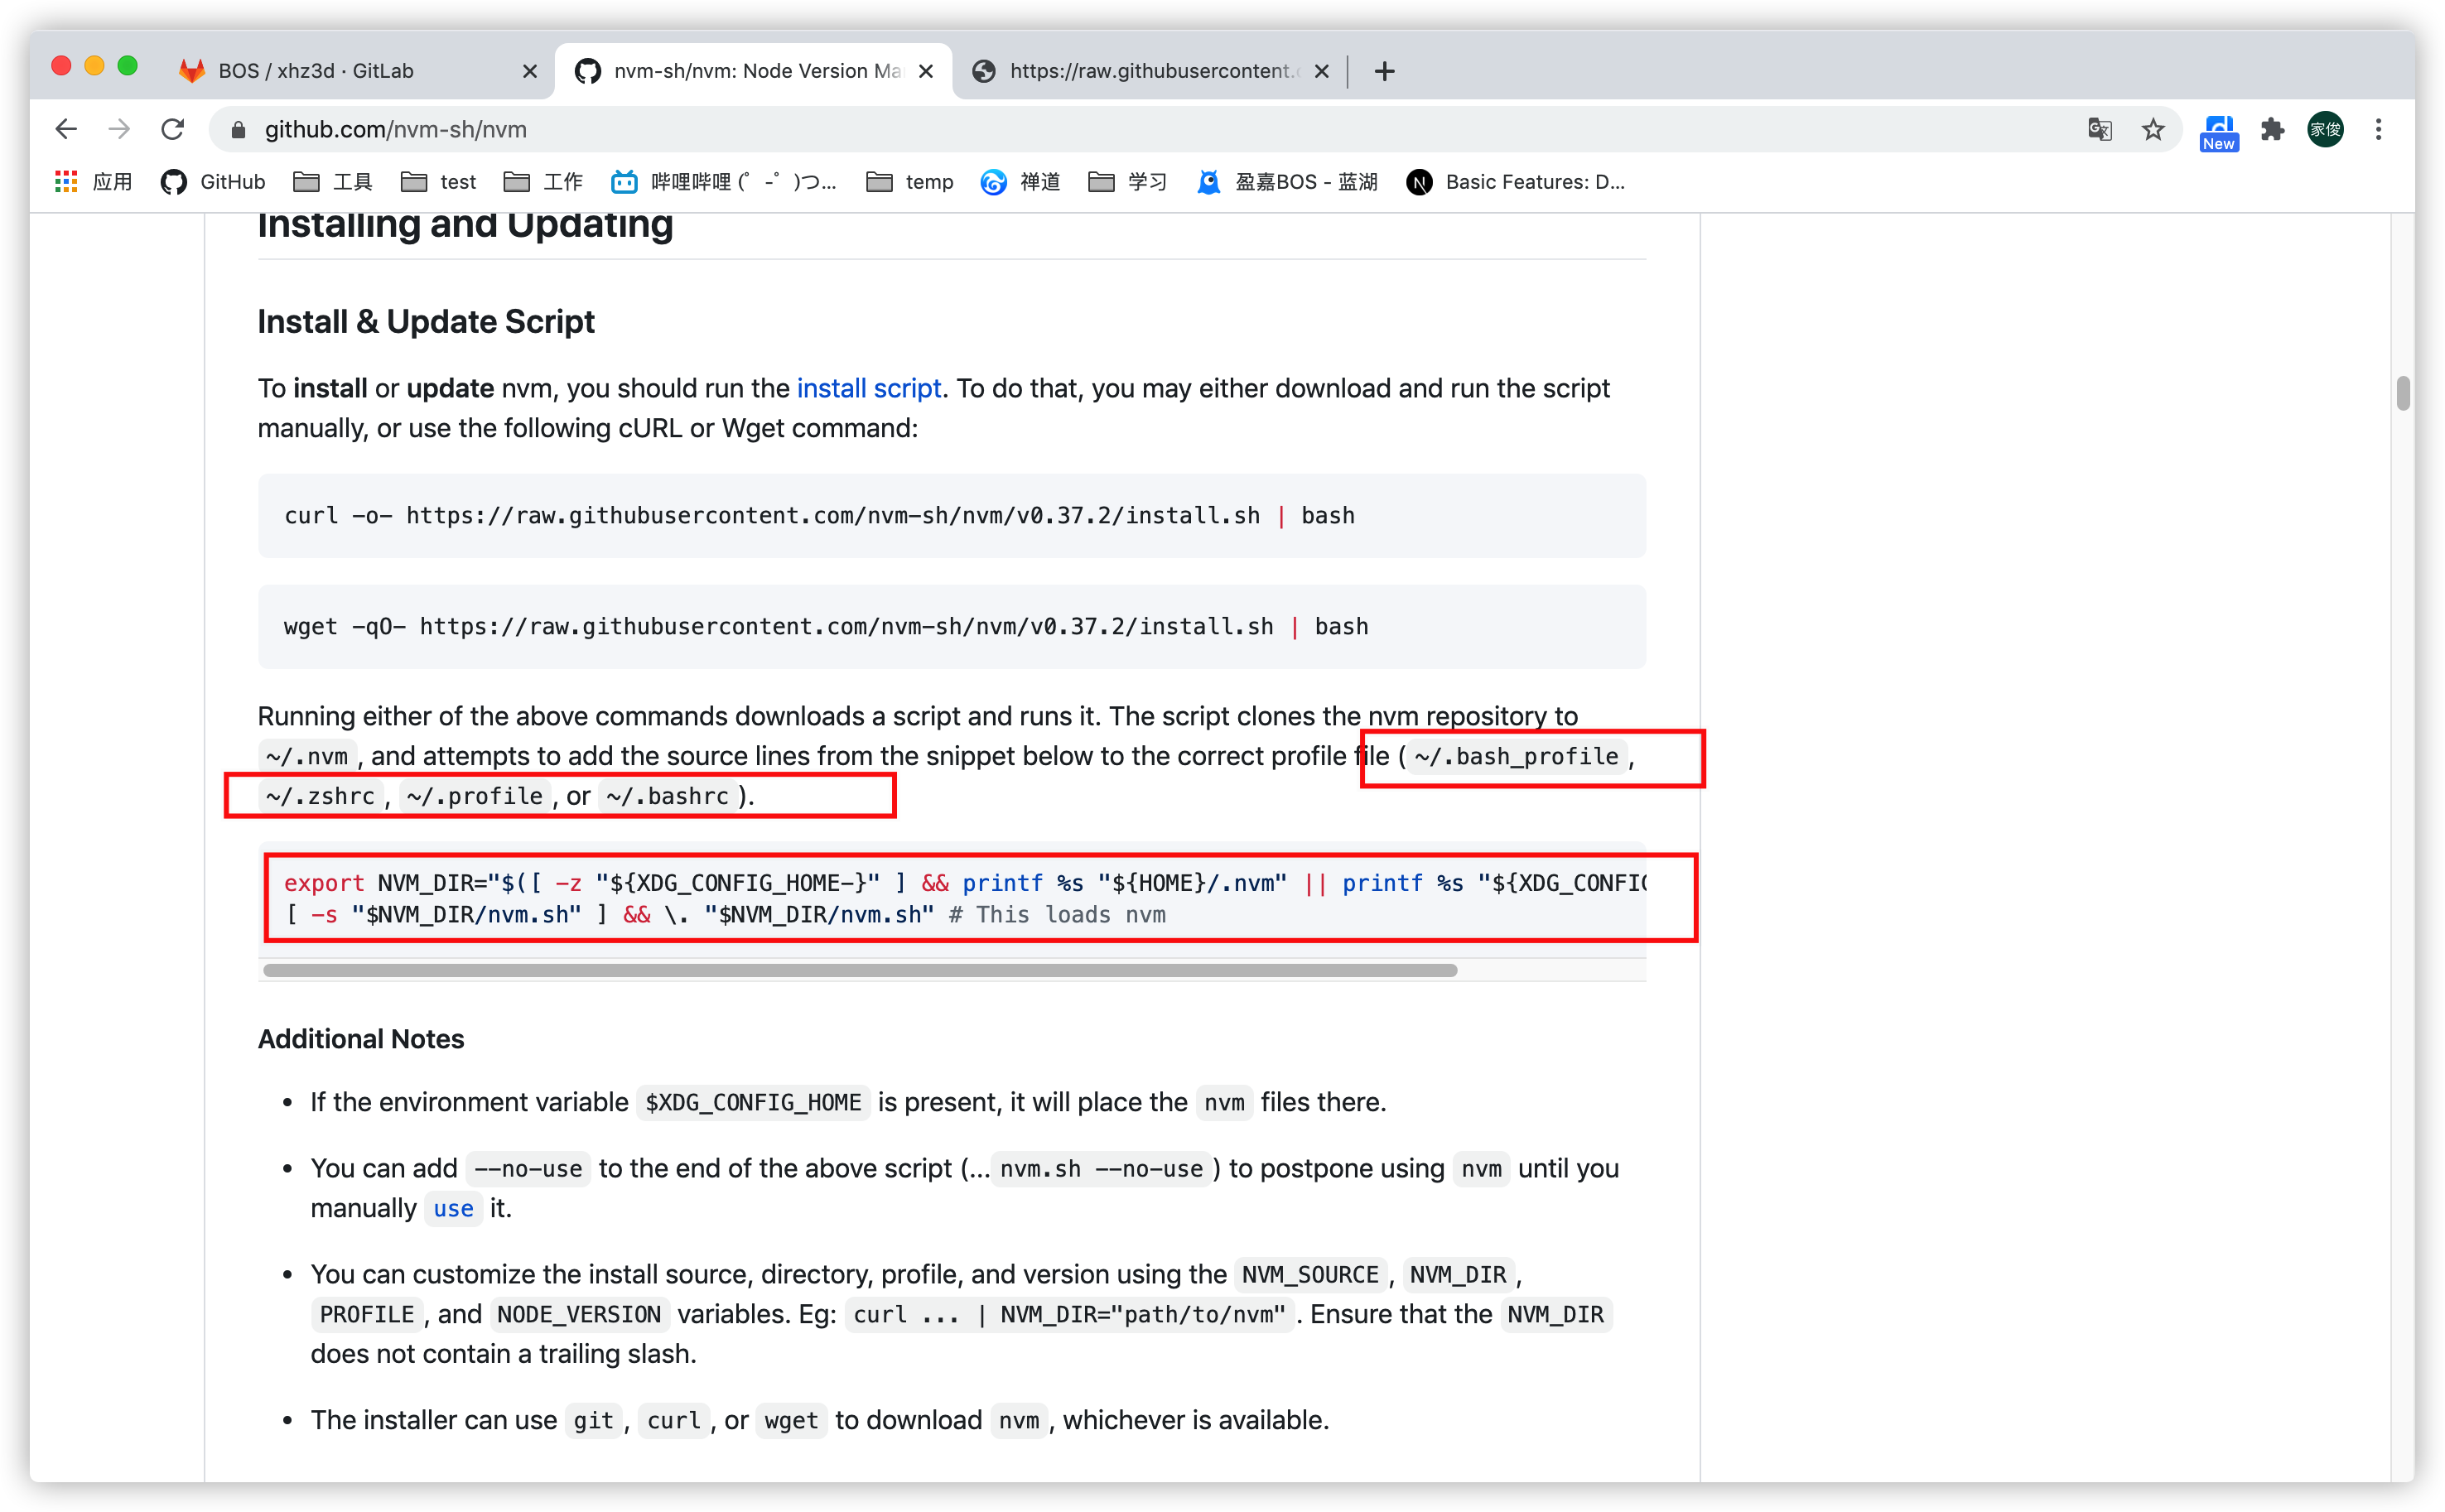 BOS / xhz3d · GitLab
nvm-sh/nvm: Node Version Ma
https://raw.githubusercontent.
github.com/nvm-sh/nvm
New
家俊
应用
GitHub
工具
test
工作
哔哩哔哩 (゜-゜)つ...
temp
禅道
学习
盈嘉BOS - 蓝湖
N
Basic Features: D...
Installing and Updating
Install & Update Script
To install or update nvm, you should run the install script. To do that, you may either download and run the script
manually, or use the following cURL or Wget command:
curl -o- https://raw.githubusercontent.com/nvm-sh/nvm/v0.37.2/install.sh | bash
wget -qO- https://raw.githubusercontent.com/nvm-sh/nvm/v0.37.2/install.sh | bash
Running either of the above commands downloads a script and runs it. The script clones the nvm repository to
~/.nvm, and attempts to add the source lines from the snippet below to the correct profile file (~/.bash_profile,
~/.zshrc, ~/.profile, or ~/.bashrc).
export NVM_DIR="$([ -z "${XDG_CONFIG_HOME-}" ] && printf %s "${HOME}/.nvm" || printf %s "${XDG_CONFIG
[ -s "$NVM_DIR/nvm.sh" ] && \. "$NVM_DIR/nvm.sh" # This loads nvm
Additional Notes
• If the environment variable $XDG_CONFIG_HOME is present, it will place the nvm files there.
• You can add --no-use to the end of the above script (...nvm.sh --no-use) to postpone using nvm until you
manually use it.
• You can customize the install source, directory, profile, and version using the NVM_SOURCE, NVM_DIR,
PROFILE, and NODE_VERSION variables. Eg: curl ... | NVM_DIR="path/to/nvm". Ensure that the NVM_DIR
does not contain a trailing slash.
• The installer can use git, curl, or wget to download nvm, whichever is available.